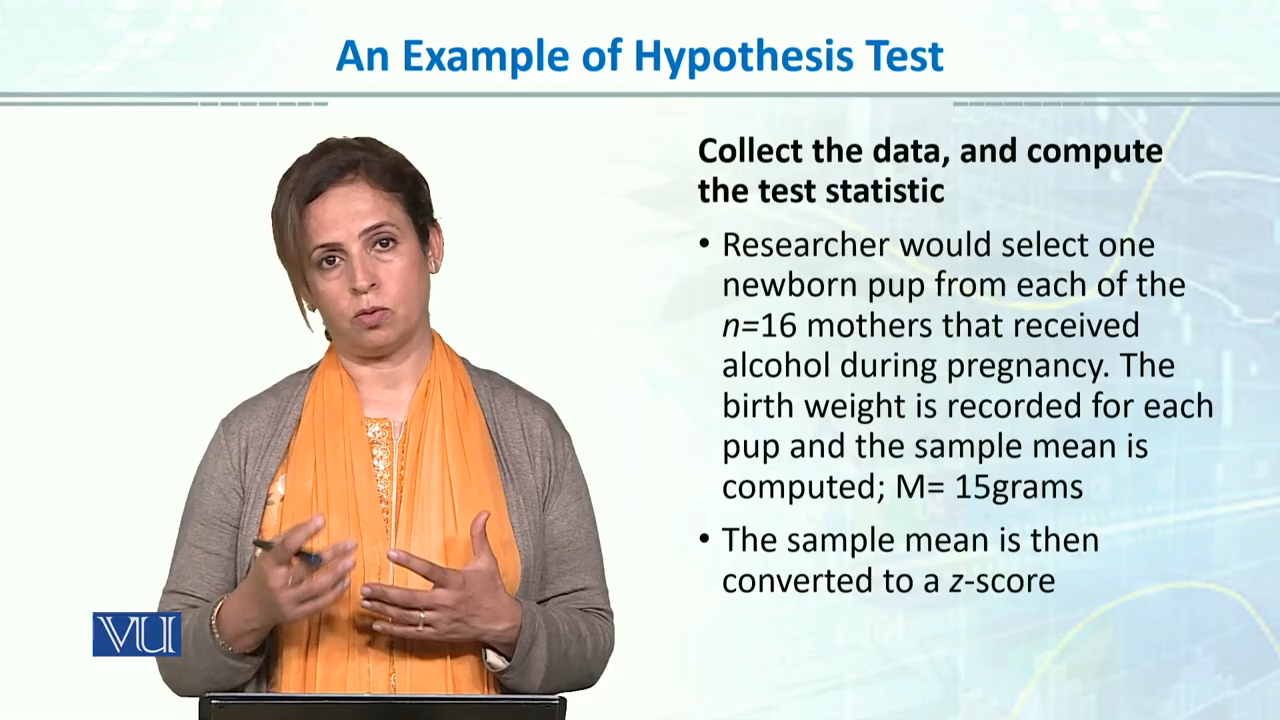 An Example of Hypothesis Test
Collect the data, and compute
the test statistic
• Researcher would select one
newborn pup from each of the
n=16 mothers that received
alcohol during pregnancy. The
birth weight is recorded for each
pup and the sample mean is
computed; M= 15grams
• The sample mean is then
converted to a z-score
VU